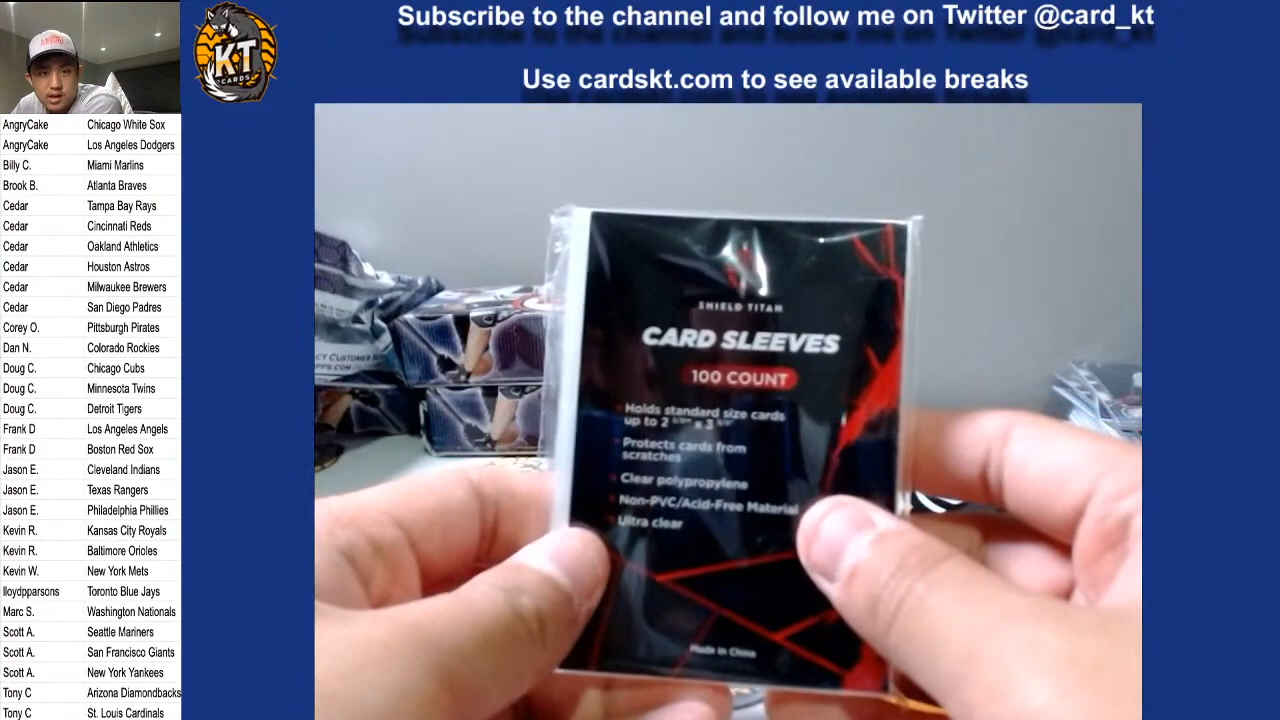 Subscribe to the channel and follow me on Twitter @card_kt
Use cardskt.com to see available breaks
KT
CARDS
AngryCake Chicago White Sox
AngryCake Los Angeles Dodgers
Billy C. Miami Marlins
Brook B. Atlanta Braves
Cedar Tampa Bay Rays
Cedar Cincinnati Reds
Cedar Oakland Athletics
Cedar Houston Astros
Cedar Milwaukee Brewers
Cedar San Diego Padres
Corey O. Pittsburgh Pirates
Dan N. Colorado Rockies
Doug C. Chicago Cubs
Doug C. Minnesota Twins
Doug C. Detroit Tigers
Frank D Los Angeles Angels
Frank D Boston Red Sox
Jason E. Cleveland Indians
Jason E. Texas Rangers
Jason E. Philadelphia Phillies
Kevin R. Kansas City Royals
Kevin R. Baltimore Orioles
Kevin W. New York Mets
lloydpparsons Toronto Blue Jays
Marc S. Washington Nationals
Scott A. Seattle Mariners
Scott A. San Francisco Giants
Scott A. New York Yankees
Tony C Arizona Diamondbacks
Tony C St. Louis Cardinals
SHIELD TITAN
CARD SLEEVES
100 COUNT
Holds standard size cards
up to 2 x 3
Protects cards from
scratches
Clear polypropylene
Non-PVC/Acid-Free Material
Ultra clear
Made in China